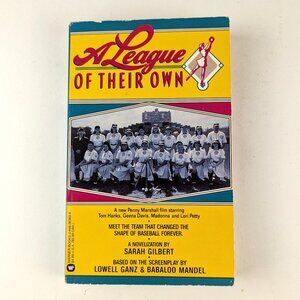 A League
OF THEIR OWN
A new Penny Marshall film starring
Tom Hanks, Geena Davis, Madonna and Lori Petty
MEET THE TEAM THAT CHANGED THE
SHAPE OF BASEBALL FOREVER.
A NOVELIZATION BY
SARAH GILBERT
BASED ON THE SCREENPLAY BY
LOWELL GANZ & BABALOO MANDEL